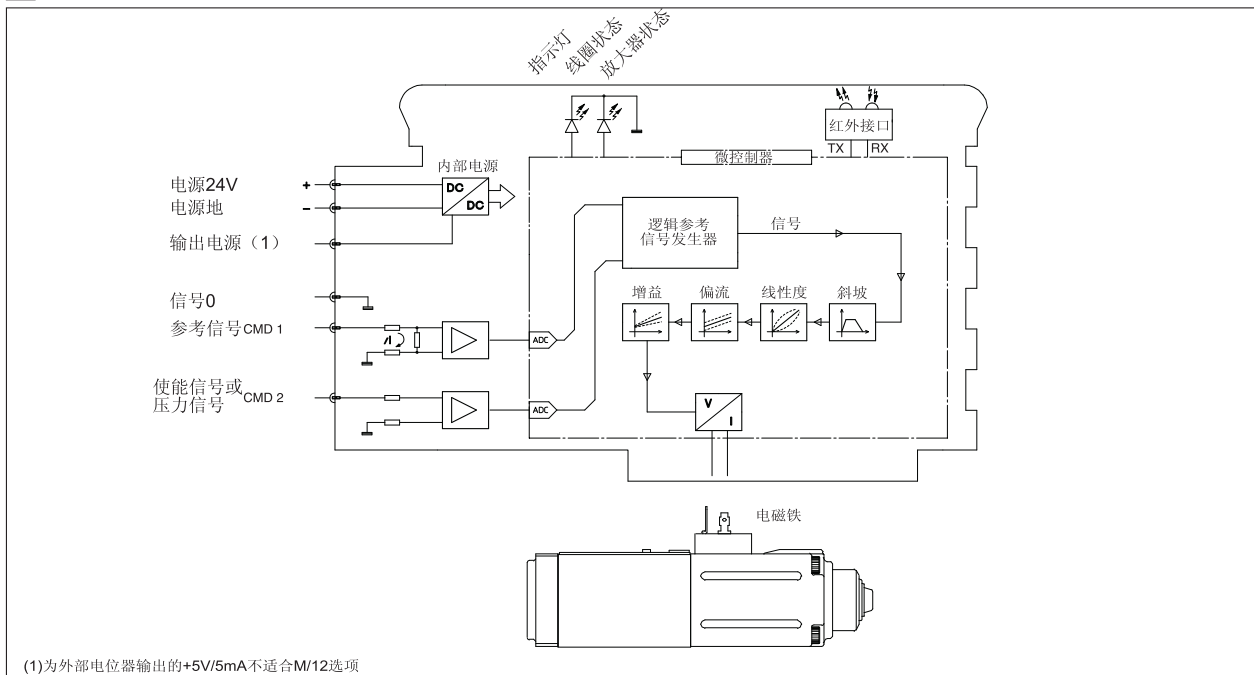 指示灯
线圈状态
放大器状态
红外接口
TX
RX
微控制器
内部电源
DC
DC
电源24V
+
电源地
−
输出电源（1）
逻辑参考
信号发生器
信号
信号0
增益
偏流
线性度
斜坡
参考信号CMD 1
/I
ADC
使能信号或
压力信号CMD 2
ADC
V
I
电磁铁
(1)为外部电位器输出的+5V/5mA不适合M/12选项